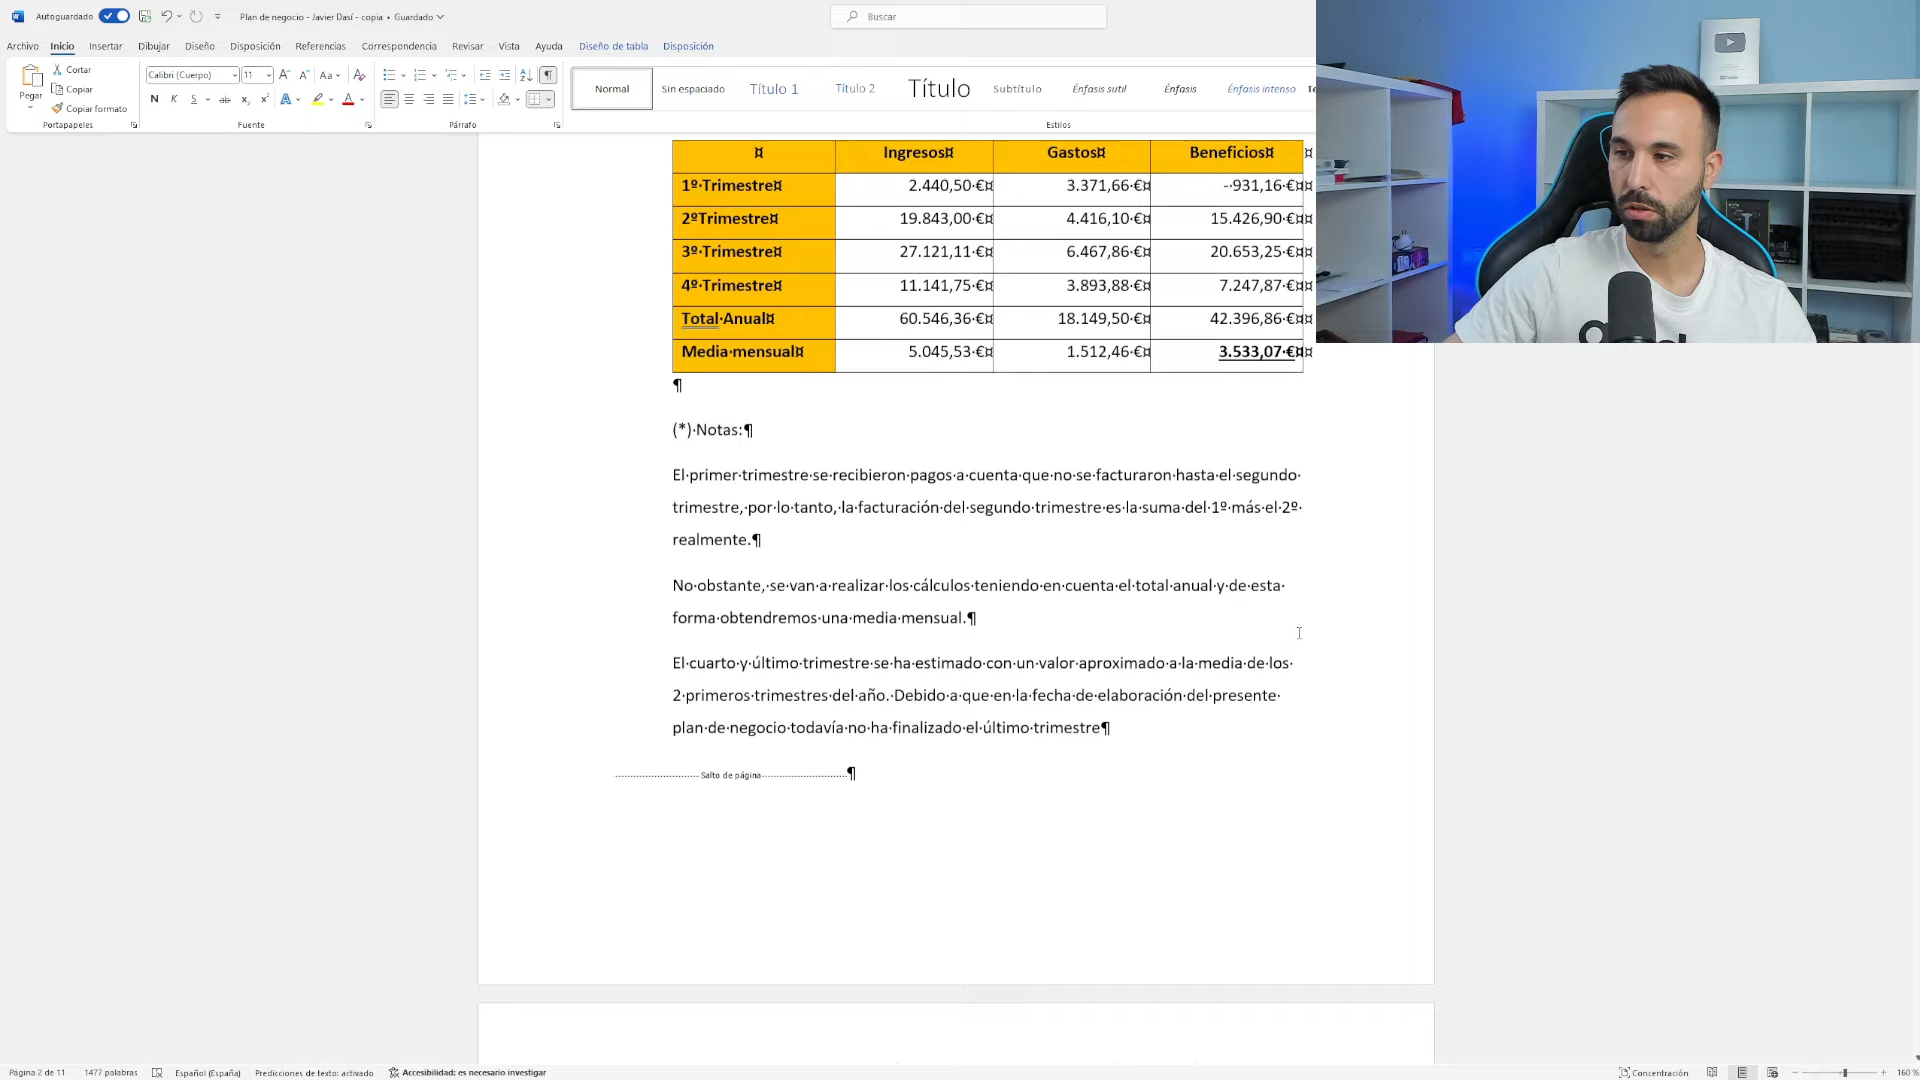 Autoguardado
Plan de negocio - Javier Dasí - copia • Guardado
Buscar
Archivo Inicio Insertar Dibujar Diseño Disposición Referencias Correspondencia Revisar Vista Ayuda Diseño de tabla Disposición
Pegar
Cortar
Copiar
Copiar formato
Portapapeles
Calibri (Cuerpo) 11
N K S ab x₂ x² A A
Fuente
Párrafo
Normal Sin espaciado Título 1 Título 2 Título Subtítulo Énfasis sutil Énfasis Énfasis intenso
Estilos
¤ Ingresos¤ Gastos¤ Beneficios¤ ¤
1º·Trimestre¤ 2.440,50·€¤ 3.371,66·€¤ -·931,16·€¤¤
2ºTrimestre¤ 19.843,00·€¤ 4.416,10·€¤ 15.426,90·€¤¤
3º·Trimestre¤ 27.121,11·€¤ 6.467,86·€¤ 20.653,25·€¤¤
4º·Trimestre¤ 11.141,75·€¤ 3.893,88·€¤ 7.247,87·€¤¤
Total·Anual¤ 60.546,36·€¤ 18.149,50·€¤ 42.396,86·€¤¤
Media·mensual¤ 5.045,53·€¤ 1.512,46·€¤ 3.533,07·€¤¤
¶
(*)·Notas:¶
El·primer·trimestre·se·recibieron·pagos·a·cuenta·que·no·se·facturaron·hasta·el·segundo·
trimestre,·por·lo·tanto,·la·facturación·del·segundo·trimestre·es·la·suma·del·1º·más·el·2º·
realmente.¶
No·obstante,·se·van·a·realizar·los·cálculos·teniendo·en·cuenta·el·total·anual·y·de·esta·
forma·obtendremos·una·media·mensual.¶
El·cuarto·y·último·trimestre·se·ha·estimado·con·un·valor·aproximado·a·la·media·de·los·
2·primeros·trimestres·del·año.·Debido·a·que·en·la·fecha·de·elaboración·del·presente·
plan·de·negocio·todavía·no·ha·finalizado·el·último·trimestre¶
Salto de página ¶
Página 2 de 11 1477 palabras Español (España) Predicciones de texto: activado Accesibilidad: es necesario investigar Concentración 160 %